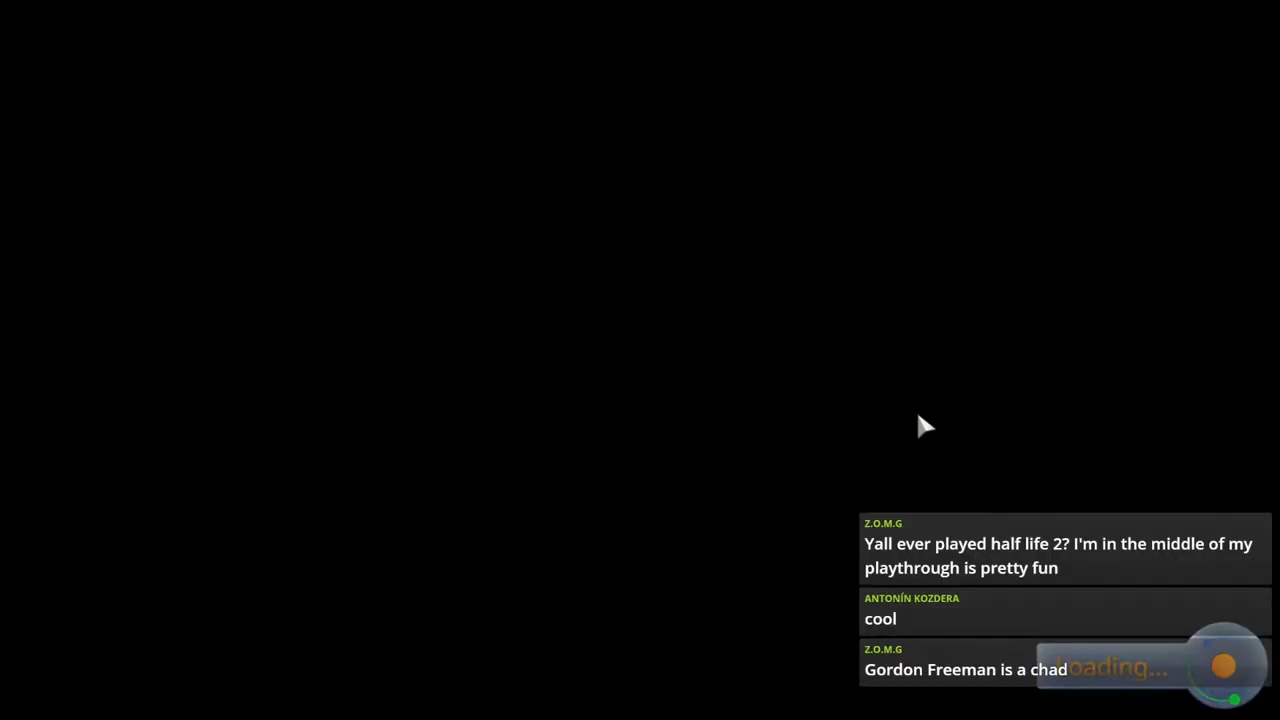 Z.O.M.G
Yall ever played half life 2? I'm in the middle of my
playthrough is pretty fun
ANTONÍN KOZDERA
cool
Z.O.M.G
Gordon Freeman is a chad
Loading...